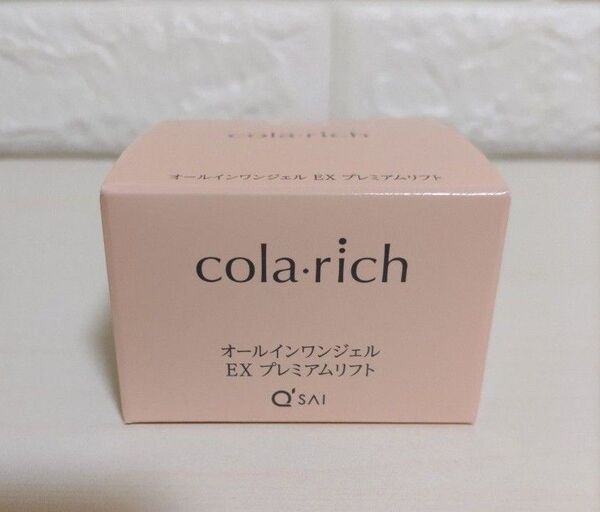 cola・rich
オールインワンジェル EX プレミアムリフト
cola・rich
オールインワンジェル
EX プレミアムリフト
Q'SAI